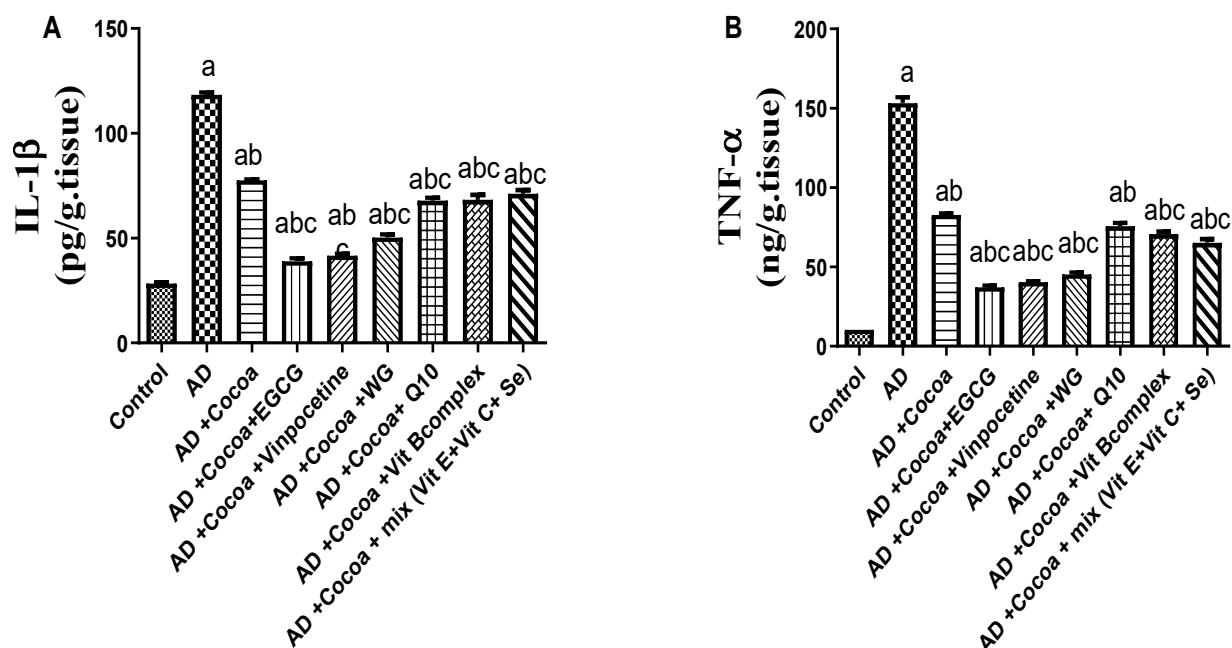 A
IL-1β
(pg/g.tissue)
150
100
50
0
a
ab
abc
ab
c
abc
abc
abc
abc
Control
AD
AD +Cocoa
AD +Cocoa+EGCG
AD +Cocoa +Vinpocetine
AD +Cocoa +WG
AD +Cocoa+ Q10
AD +Cocoa +Vit Bcomplex
AD +Cocoa + mix (Vit E+Vit C+ Se)
B
TNF-α
(ng/g.tissue)
200
150
100
50
0
a
ab
abc
abc
abc
ab
abc
abc
Control
AD
AD +Cocoa
AD +Cocoa+EGCG
AD +Cocoa +Vinpocetine
AD +Cocoa +WG
AD +Cocoa+ Q10
AD +Cocoa +Vit Bcomplex
AD +Cocoa + mix (Vit E+Vit C+ Se)